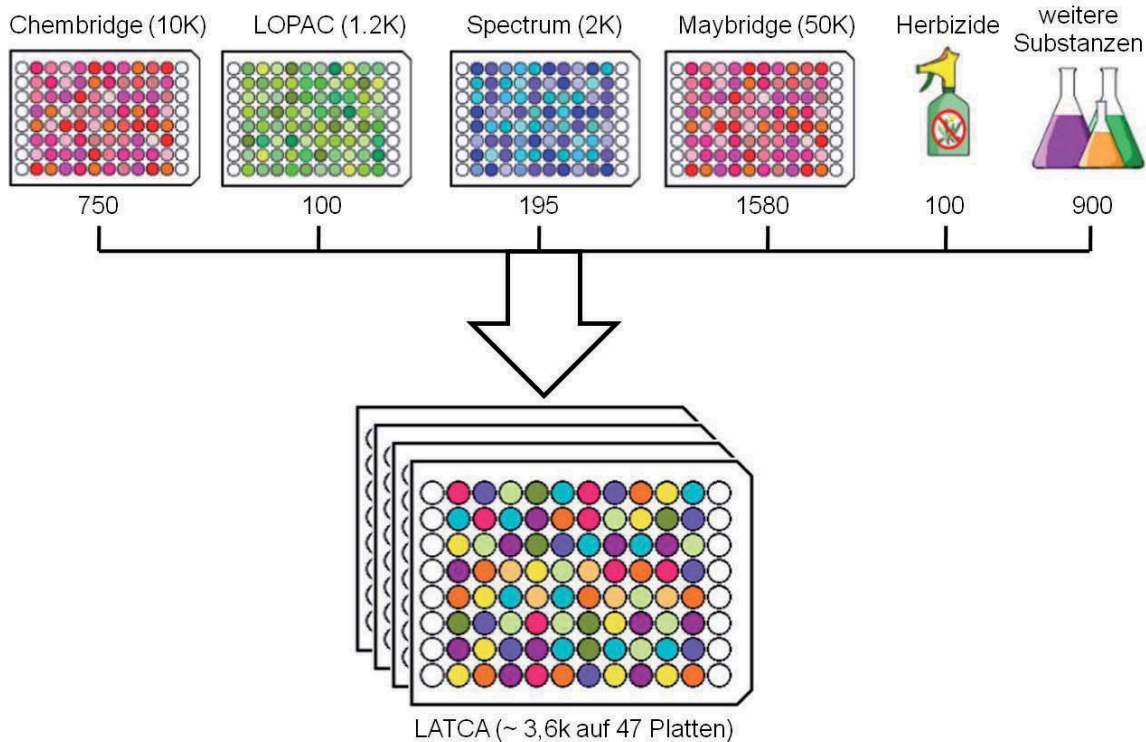 Chembridge (10K)
LOPAC (1.2K)
Spectrum (2K)
Maybridge (50K)
Herbizide
weitere
Substanzen
750
100
195
1580
100
900
LATCA (~ 3,6k auf 47 Platten)